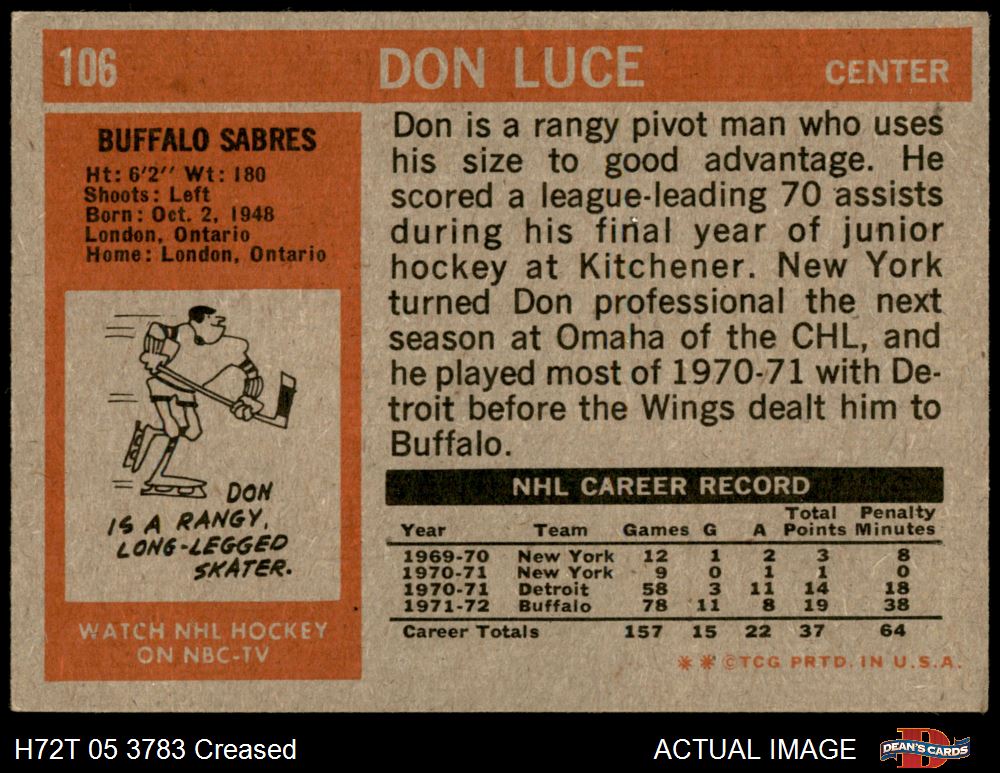 106 DON LUCE CENTER
BUFFALO SABRES
Ht: 6'2'' Wt: 180
Shoots: Left
Born: Oct. 2, 1948
London, Ontario
Home: London, Ontario
DON
IS A RANGY,
LONG-LEGGED
SKATER.
WATCH NHL HOCKEY
ON NBC-TV
Don is a rangy pivot man who uses
his size to good advantage. He
scored a league-leading 70 assists
during his final year of junior
hockey at Kitchener. New York
turned Don professional the next
season at Omaha of the CHL, and
he played most of 1970-71 with De-
troit before the Wings dealt him to
Buffalo.
NHL CAREER RECORD
Year Team Games G A Total Points Penalty Minutes
1969-70 New York 12 1 2 3 8
1970-71 New York 9 0 1 1 0
1970-71 Detroit 58 3 11 14 18
1971-72 Buffalo 78 11 8 19 38
Career Totals 157 15 22 37 64
* * ©TCG PRTD. IN U.S.A.
H72T 05 3783 Creased ACTUAL IMAGE DEAN'S CARDS